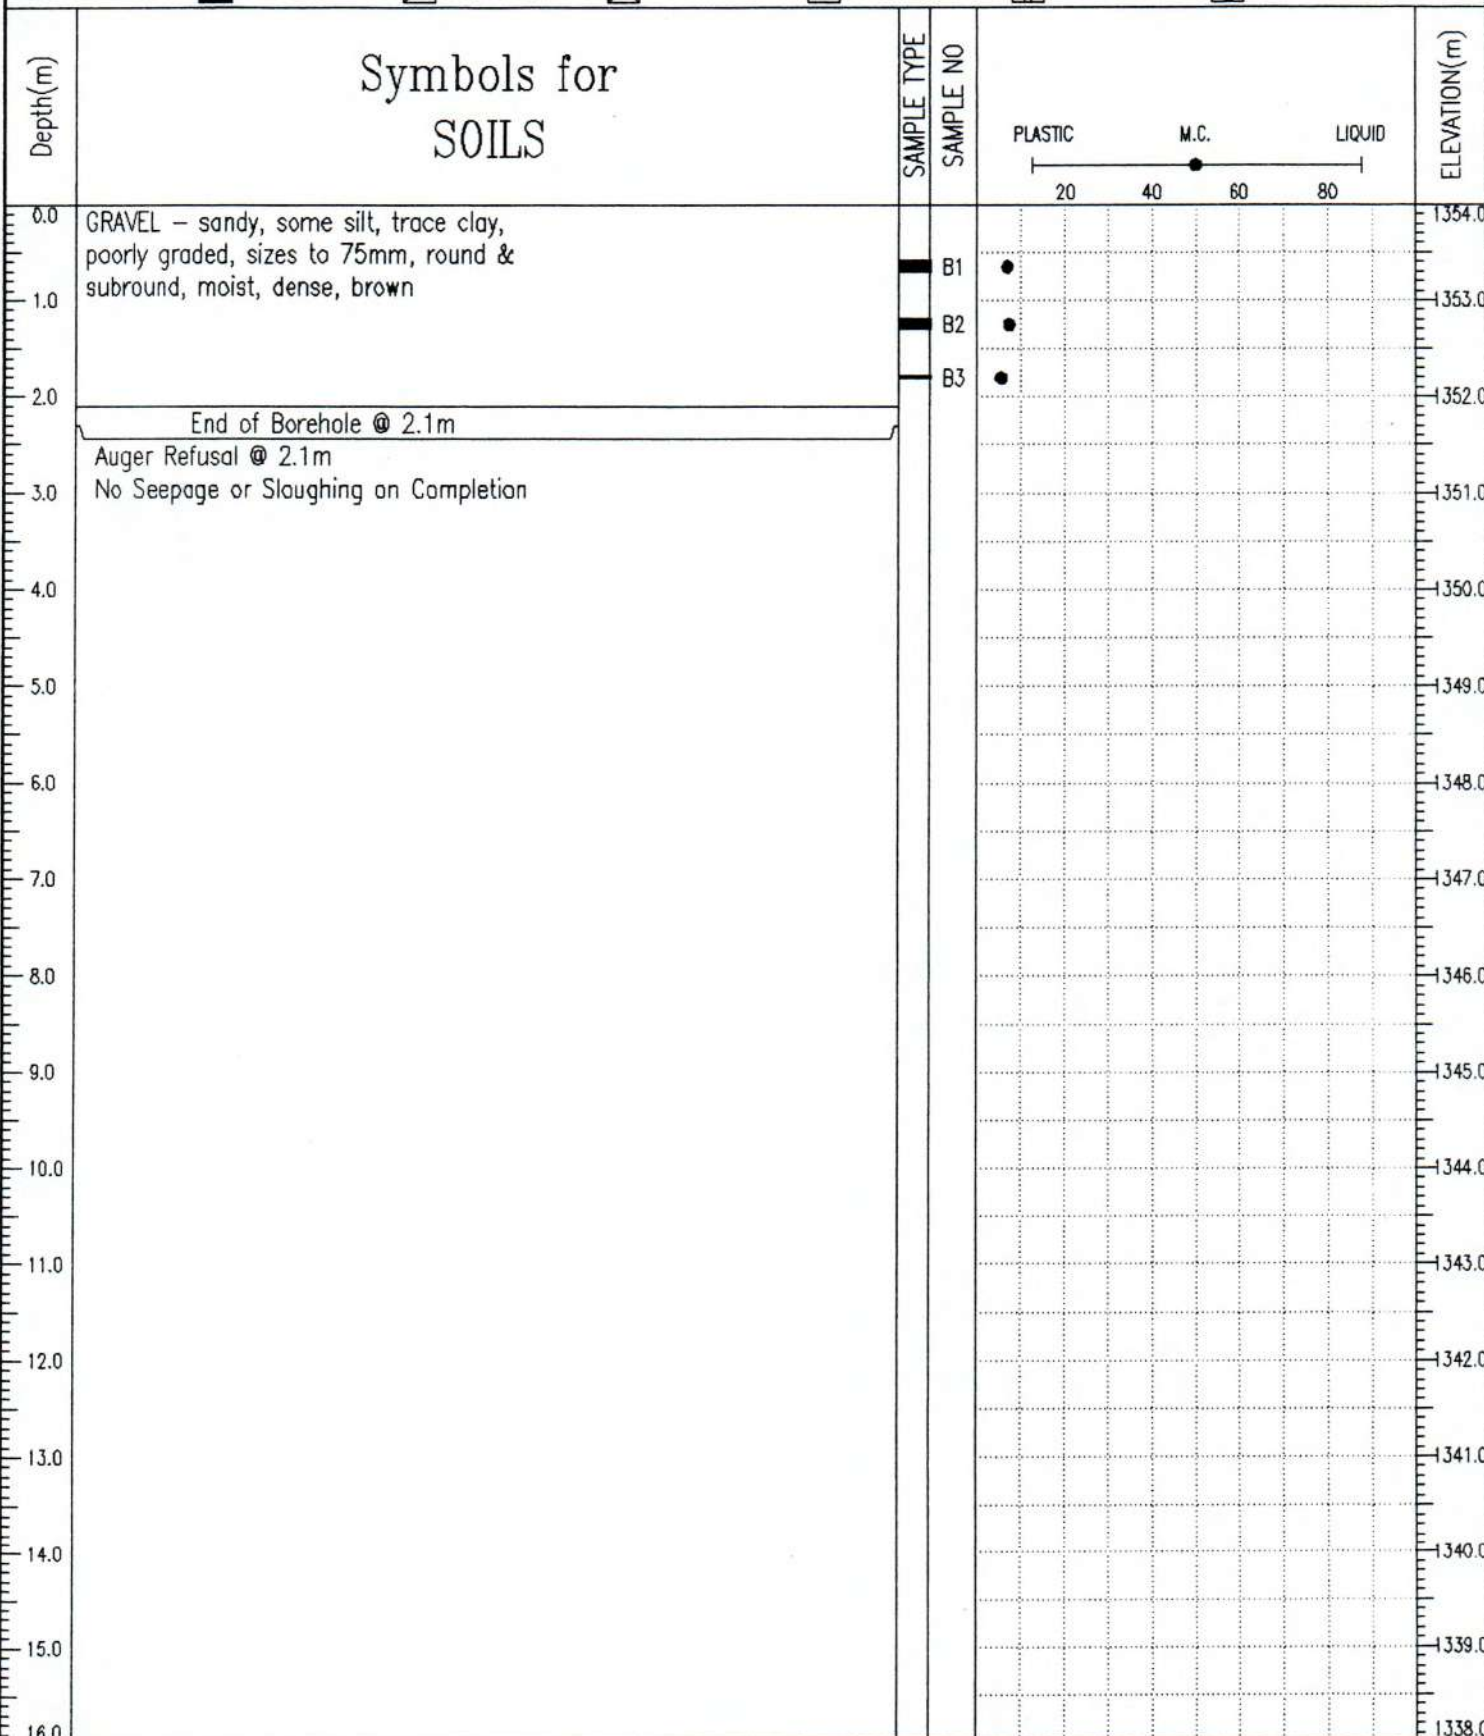 Depth(m)
Symbols for
SOILS
SAMPLE TYPE
SAMPLE NO
PLASTIC M.C. LIQUID
20 40 60 80
ELEVATION(m)
0.0
GRAVEL – sandy, some silt, trace clay,
poorly graded, sizes to 75mm, round &
subround, moist, dense, brown
1354.0
B1
1.0
1353.0
B2
B3
2.0
1352.0
End of Borehole @ 2.1m
Auger Refusal @ 2.1m
No Seepage or Sloughing on Completion
3.0
1351.0
4.0
1350.0
5.0
1349.0
6.0
1348.0
7.0
1347.0
8.0
1346.0
9.0
1345.0
10.0
1344.0
11.0
1343.0
12.0
1342.0
13.0
1341.0
14.0
1340.0
15.0
1339.0
16.0
1338.0